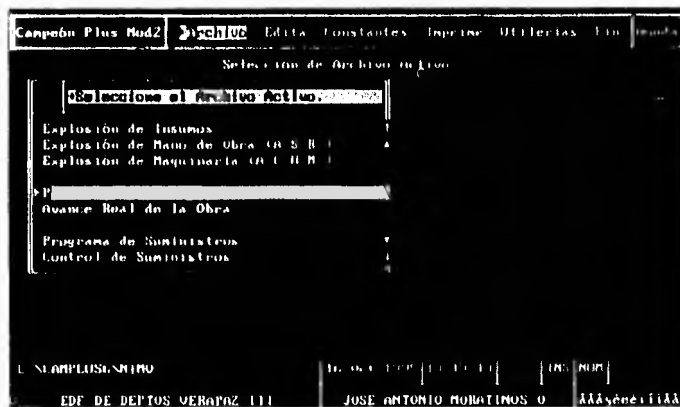 Campeón Plus Mod2 Archivo Edita Constantes Imprime Utilerias Fin
Selección de Archivo Activo
Seleccione el Archivo Activo.
Explosión de Insumos
Explosión de Mano de Obra (A S R )
Explosión de Maquinaria
P
Avance Real de la Obra
Programa de Suministros
Control de Suministros
INS NUM
EDF DE DEPTOS VERAPAZ III JOSE ANTONIO MORATINOS O